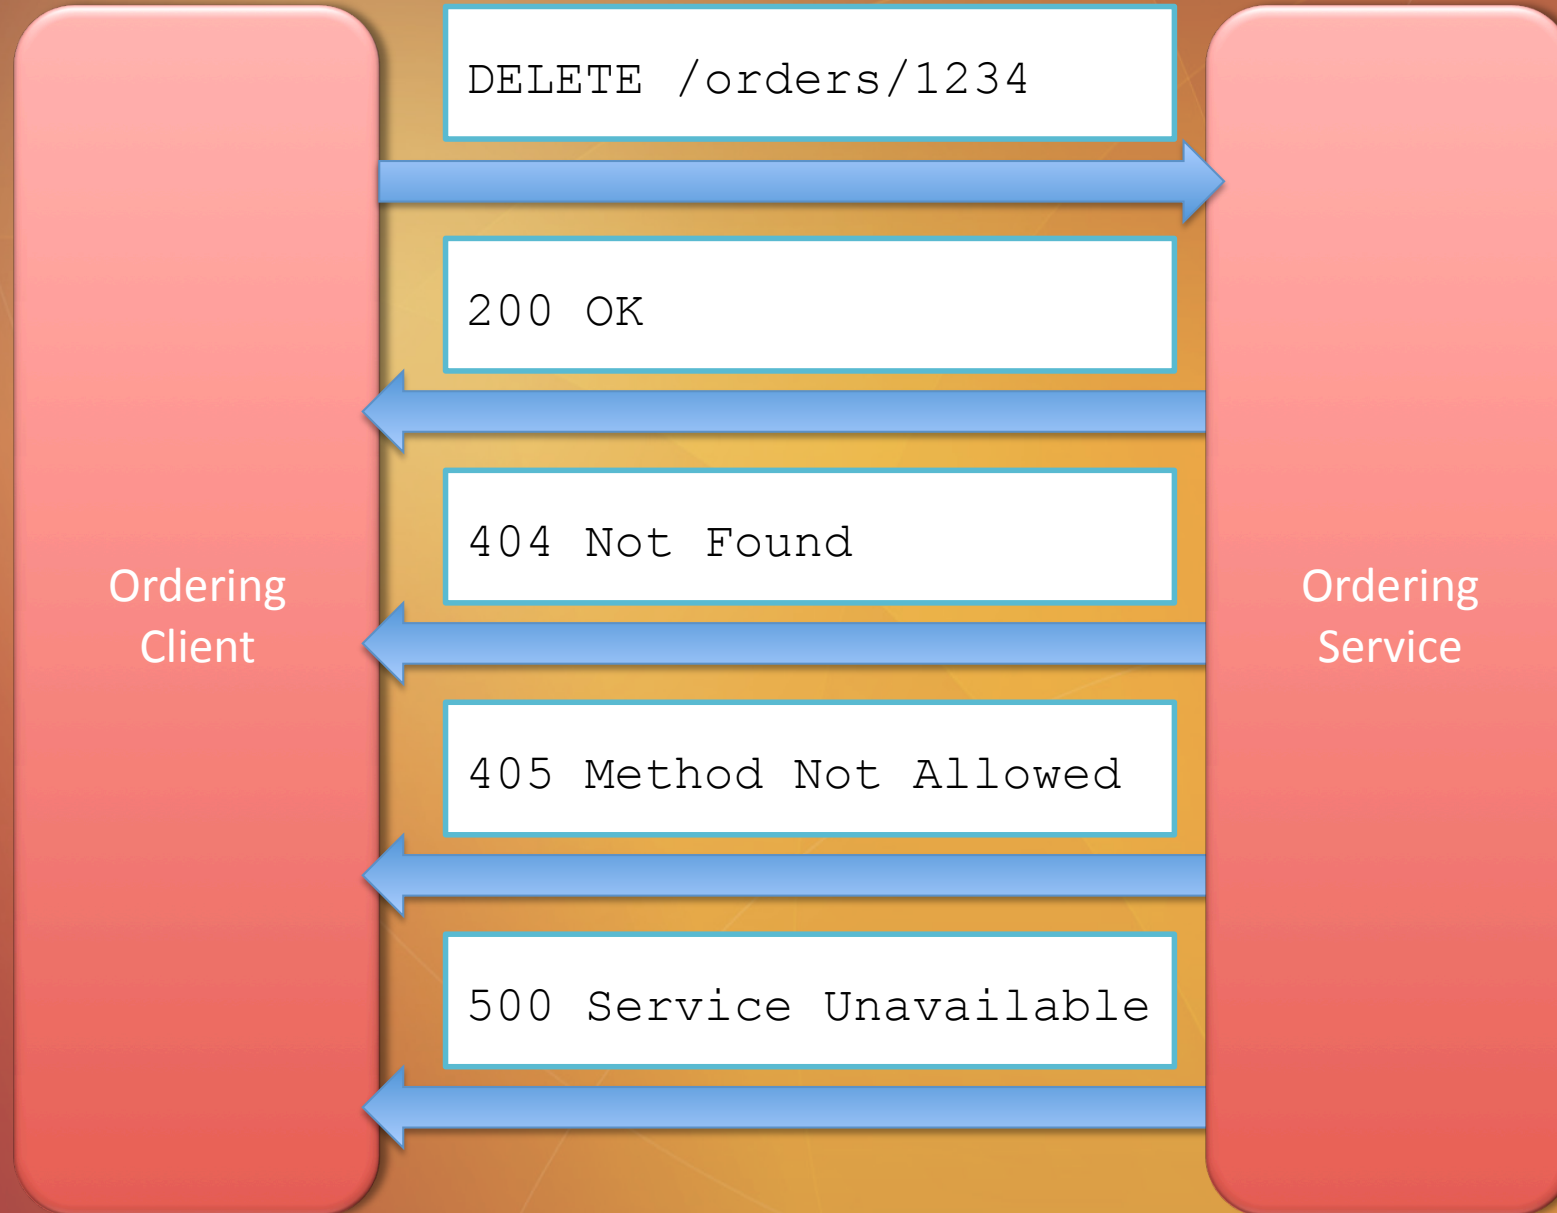 DELETE /orders/1234
200 OK
404 Not Found
Ordering
Client
Ordering
Service
405 Method Not Allowed
500 Service Unavailable